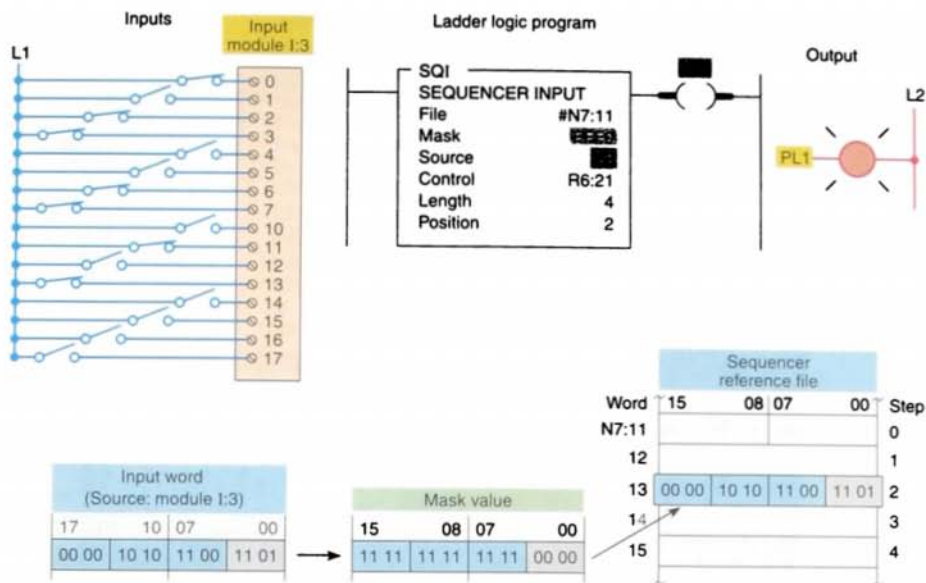 Inputs
Input
module I:3
L1
0
1
2
3
4
5
6
7
10
11
12
13
14
15
16
17
Ladder logic program
SQI
SEQUENCER INPUT
File #N7:11
Mask
Source
Control R6:21
Length 4
Position 2
Output
L2
PL1
Sequencer
reference file
Word 15 08 07 00 Step
N7:11 0
12 1
13 00 00 10 10 11 00 11 01 2
14 3
15 4
Input word
(Source: module I:3)
17 10 07 00
00 00 10 10 11 00 11 01
Mask value
15 08 07 00
11 11 11 11 11 11 00 00